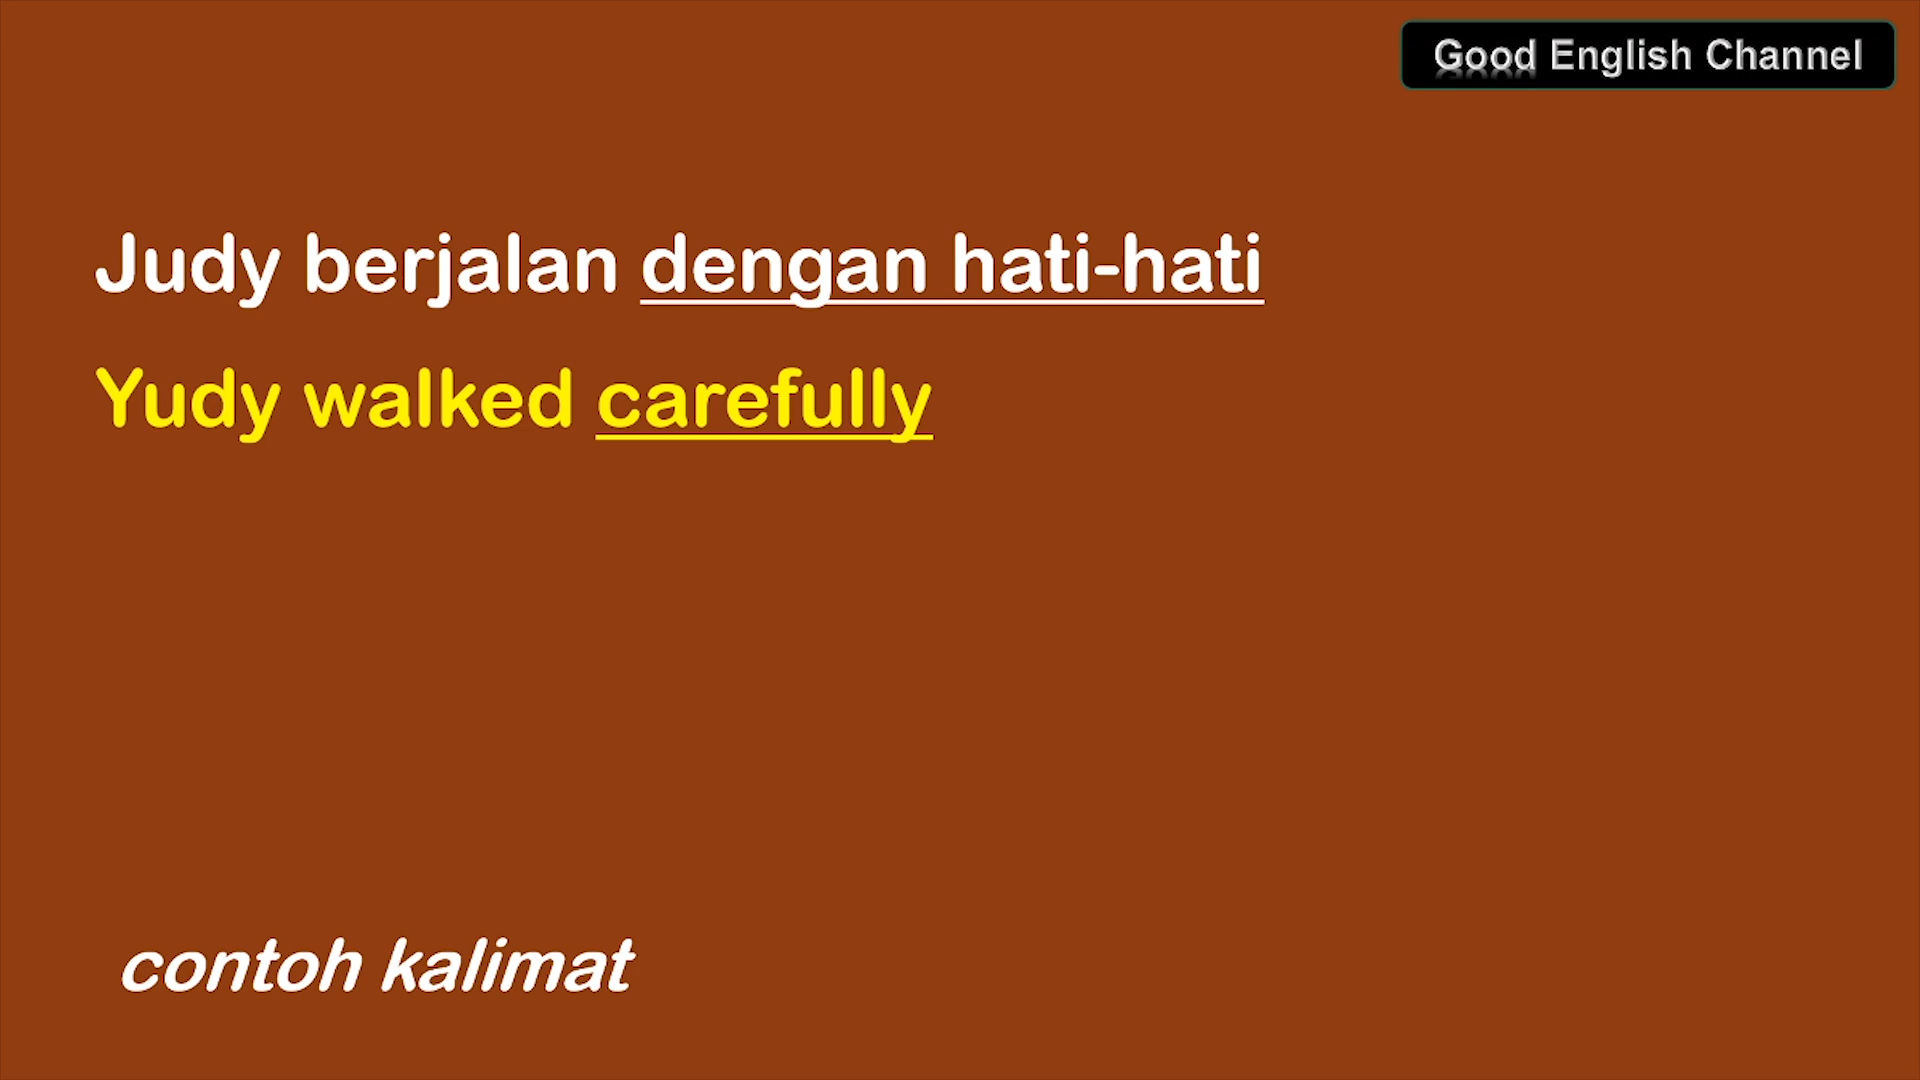 Good English Channel
Judy berjalan dengan hati-hati
Yudy walked carefully
contoh kalimat